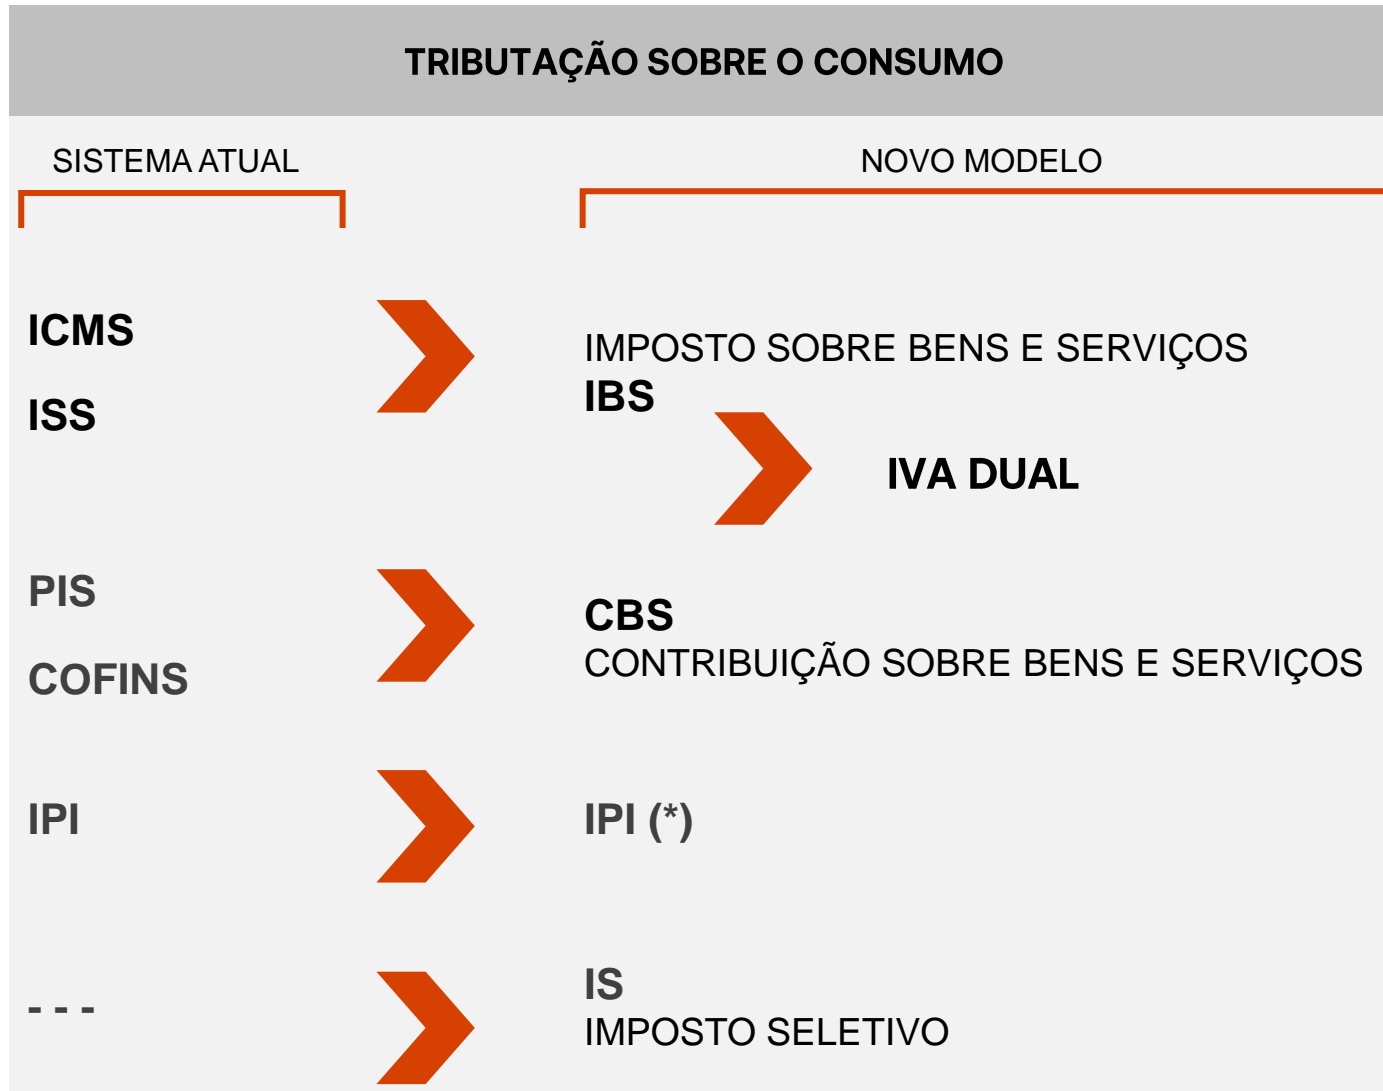 TRIBUTAÇÃO SOBRE O CONSUMO
SISTEMA ATUAL
NOVO MODELO
ICMS
ISS
IMPOSTO SOBRE BENS E SERVIÇOS
IBS
IVA DUAL
PIS
COFINS
CBS
CONTRIBUIÇÃO SOBRE BENS E SERVIÇOS
IPI
IPI (*)
- - -
IS
IMPOSTO SELETIVO